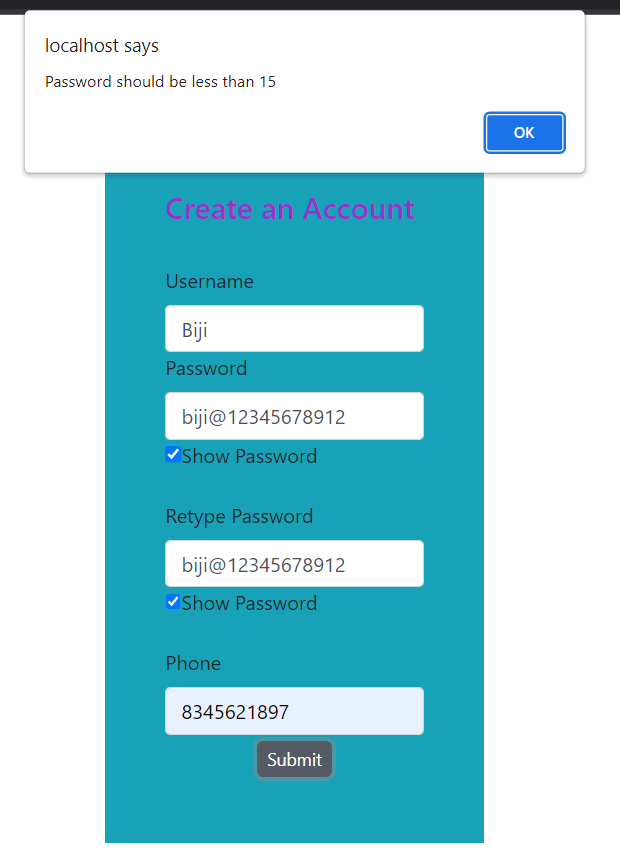 localhost says
Password should be less than 15
OK
Create an Account
Username
Biji
Password
biji@12345678912
Show Password
Retype Password
biji@12345678912
Show Password
Phone
8345621897
Submit